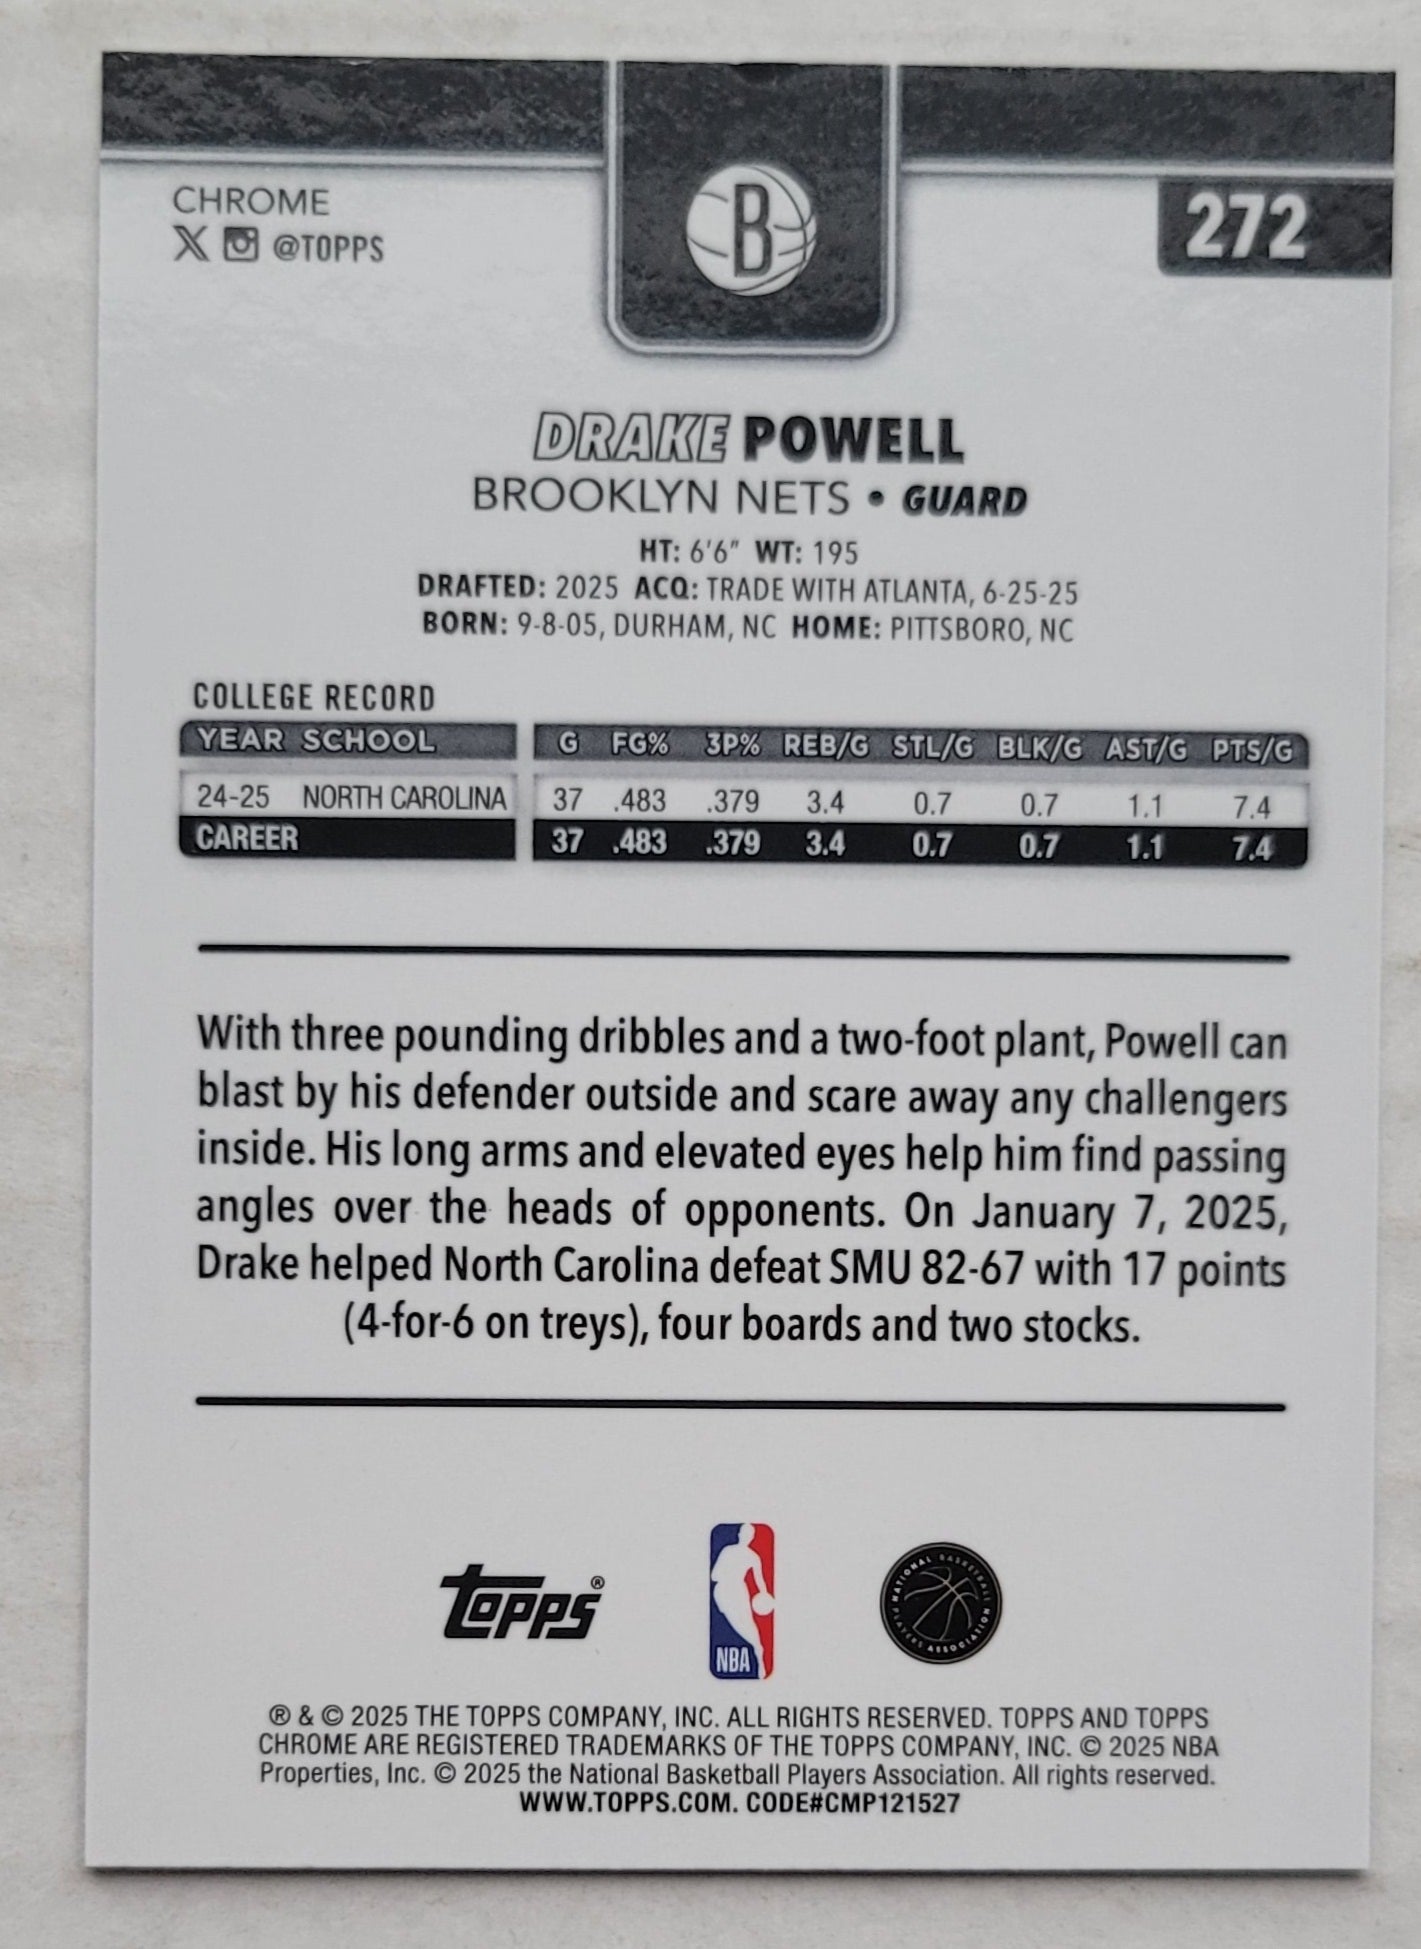 CHROME
X @TOPPS
B
272
DRAKE POWELL
BROOKLYN NETS • GUARD
HT: 6'6" WT: 195
DRAFTED: 2025 ACQ: TRADE WITH ATLANTA, 6-25-25
BORN: 9-8-05, DURHAM, NC HOME: PITTSBORO, NC
COLLEGE RECORD
YEAR SCHOOL G FG% 3P% REB/G STL/G BLK/G AST/G PTS/G
24-25 NORTH CAROLINA 37 .483 .379 3.4 0.7 0.7 1.1 7.4
CAREER 37 .483 .379 3.4 0.7 0.7 1.1 7.4
With three pounding dribbles and a two-foot plant, Powell can
blast by his defender outside and scare away any challengers
inside. His long arms and elevated eyes help him find passing
angles over the heads of opponents. On January 7, 2025,
Drake helped North Carolina defeat SMU 82-67 with 17 points
(4-for-6 on treys), four boards and two stocks.
TOPPS®
NBA
NATIONAL BASKETBALL PLAYERS ASSOCIATION
® & © 2025 THE TOPPS COMPANY, INC. ALL RIGHTS RESERVED. TOPPS AND TOPPS
CHROME ARE REGISTERED TRADEMARKS OF THE TOPPS COMPANY, INC. © 2025 NBA
Properties, Inc. © 2025 the National Basketball Players Association. All rights reserved.
WWW.TOPPS.COM. CODE#CMP121527